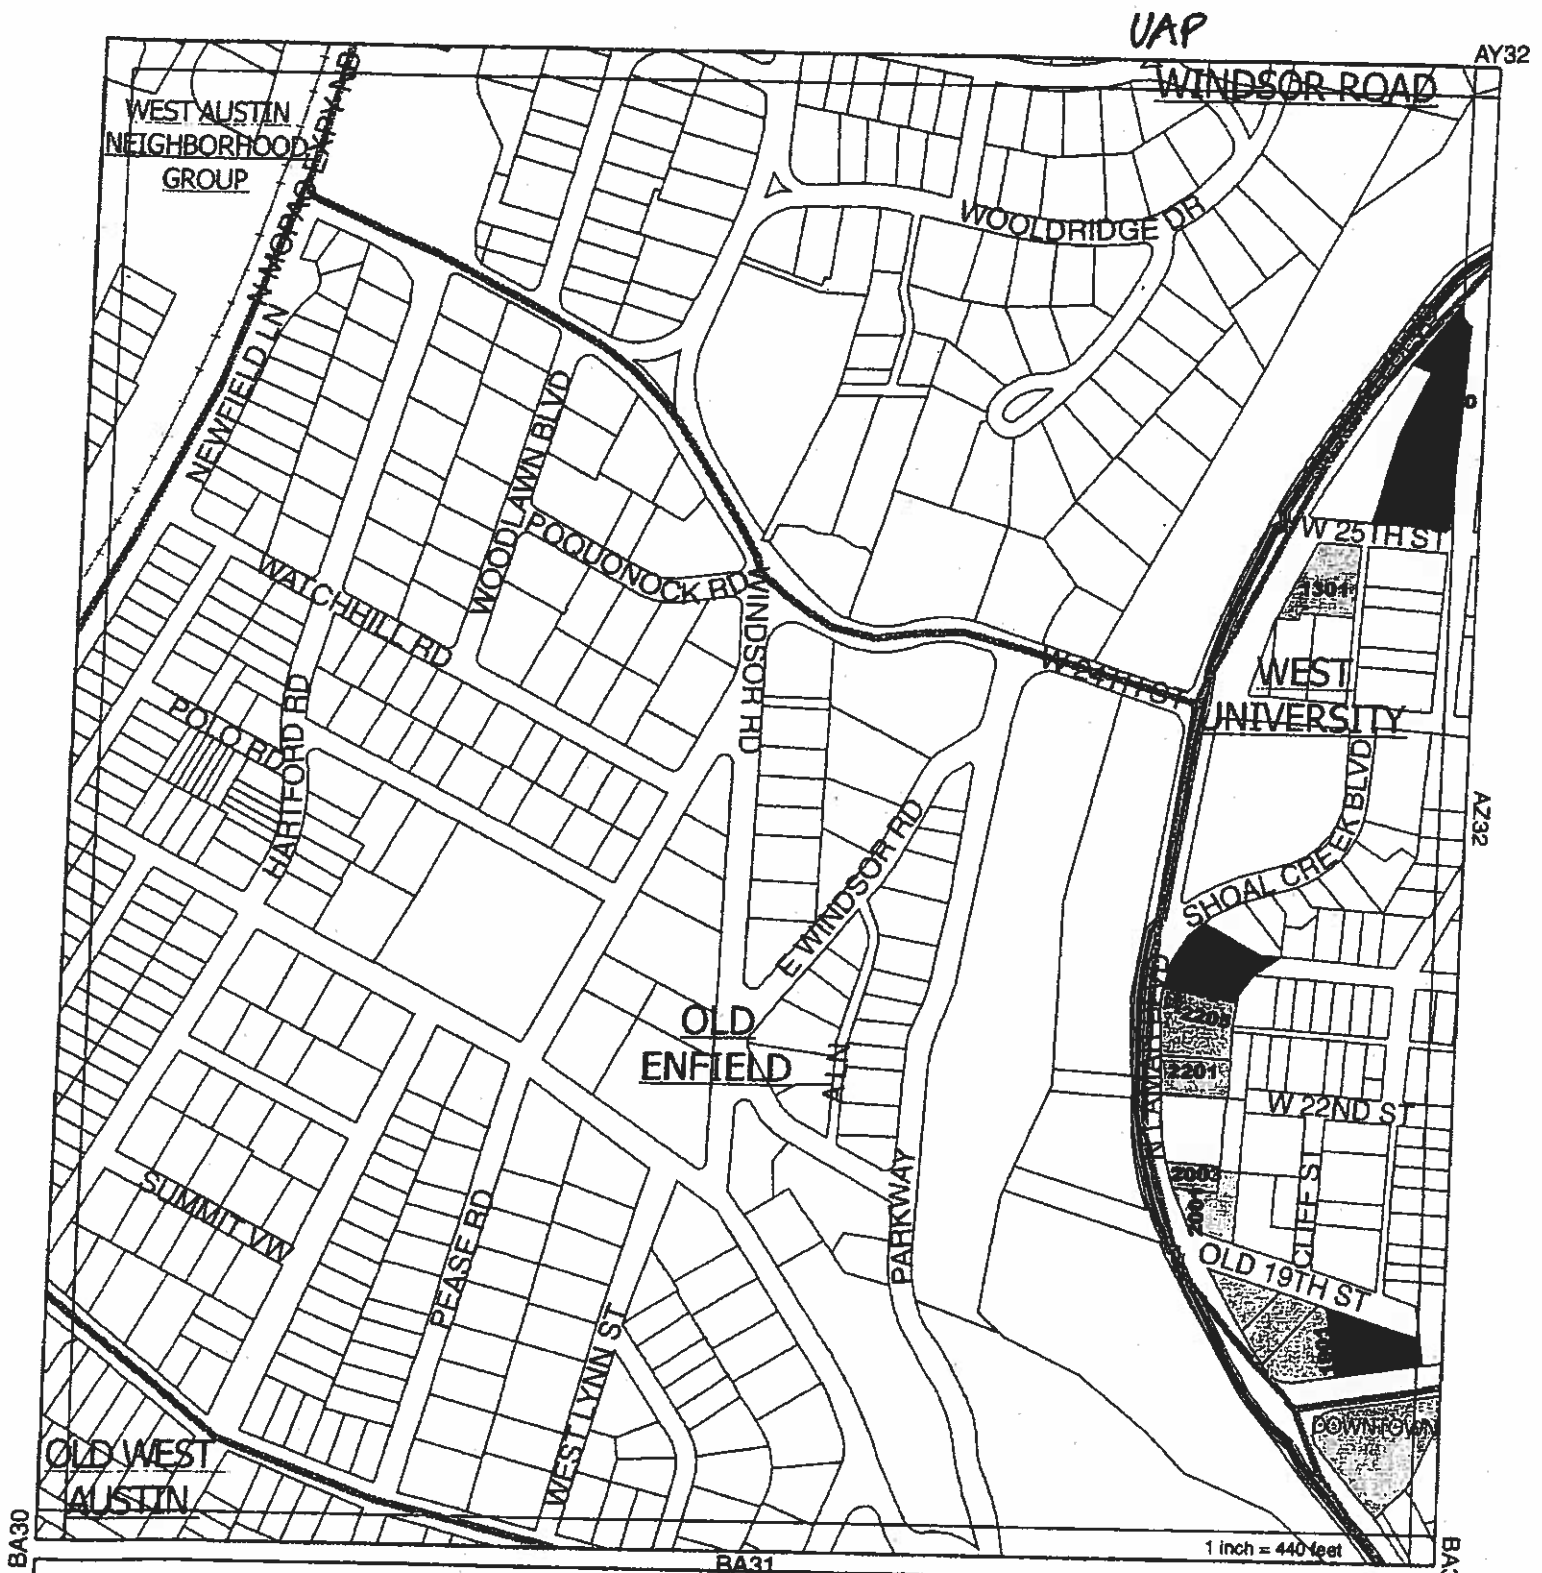 UAP
AY32
WINDSOR ROAD
WEST AUSTIN
NEIGHBORHOOD
GROUP
N MOPAC EXPY NB
WOOLDRIDGE DR
NEWFIELD LN
WOODLAWN BLVD
POQUONOCK RD
W 25TH ST
1301
WATCHHILL RD
WINDSOR RD
W 24TH ST
WEST
UNIVERSITY
POLO RD
HARTFORD RD
SHOAL CREEK BLVD
AZ32
E WINDSOR RD
N LAMAR BLVD
OLD
ENFIELD
2205
2201
A LN
W 22ND ST
2003
2001
CLIFF ST
PARKWAY
SUMMIT VW
PEASE RD
OLD 19TH ST
WEST LYNN ST
DOWNTOWN
OLD WEST
AUSTIN
BA30
BA31
1 inch = 440 feet